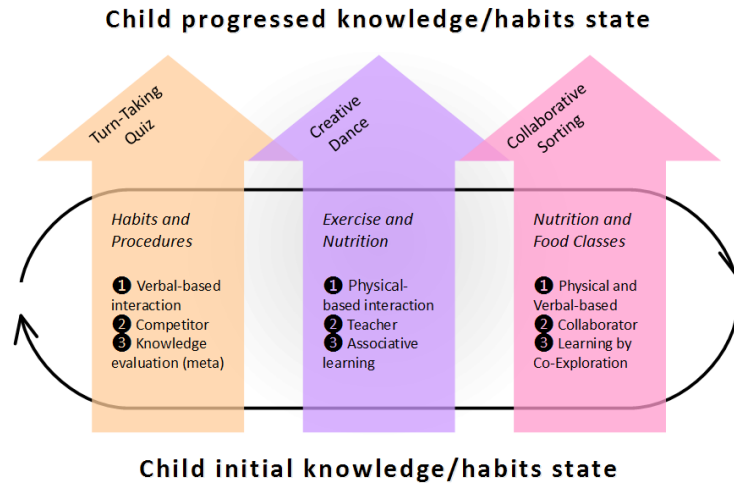 Child progressed knowledge/habits state
Turn-Taking
Quiz
Creative
Dance
Collaborative
Sorting
Habits and
Procedures
❶ Verbal-based
interaction
❷ Competitor
❸ Knowledge
evaluation (meta)
Exercise and
Nutrition
❶ Physical-
based interaction
❷ Teacher
❸ Associative
learning
Nutrition and
Food Classes
❶ Physical and
Verbal-based
❷ Collaborator
❸ Learning by
Co-Exploration
Child initial knowledge/habits state